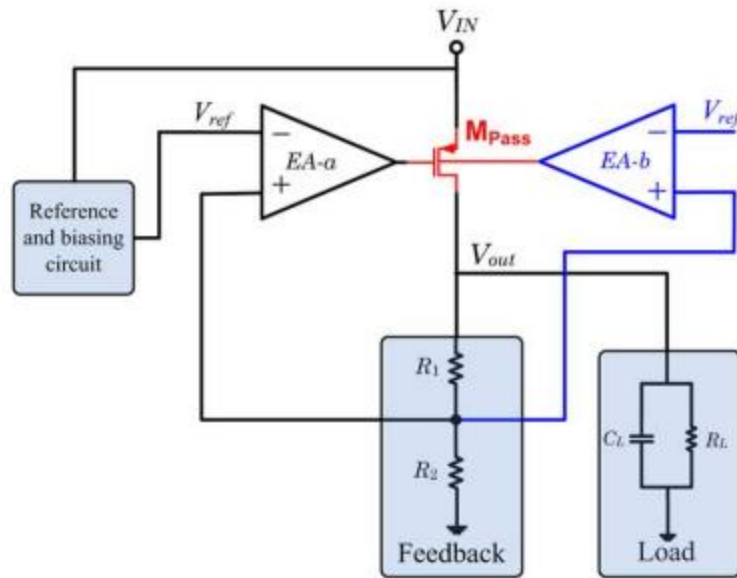 V_IN
V_ref
M_Pass
V_ref
−
EA-a
EA-b
−
+
+
Reference
and biasing
circuit
V_out
R_1
C_L
R_L
R_2
Feedback
Load